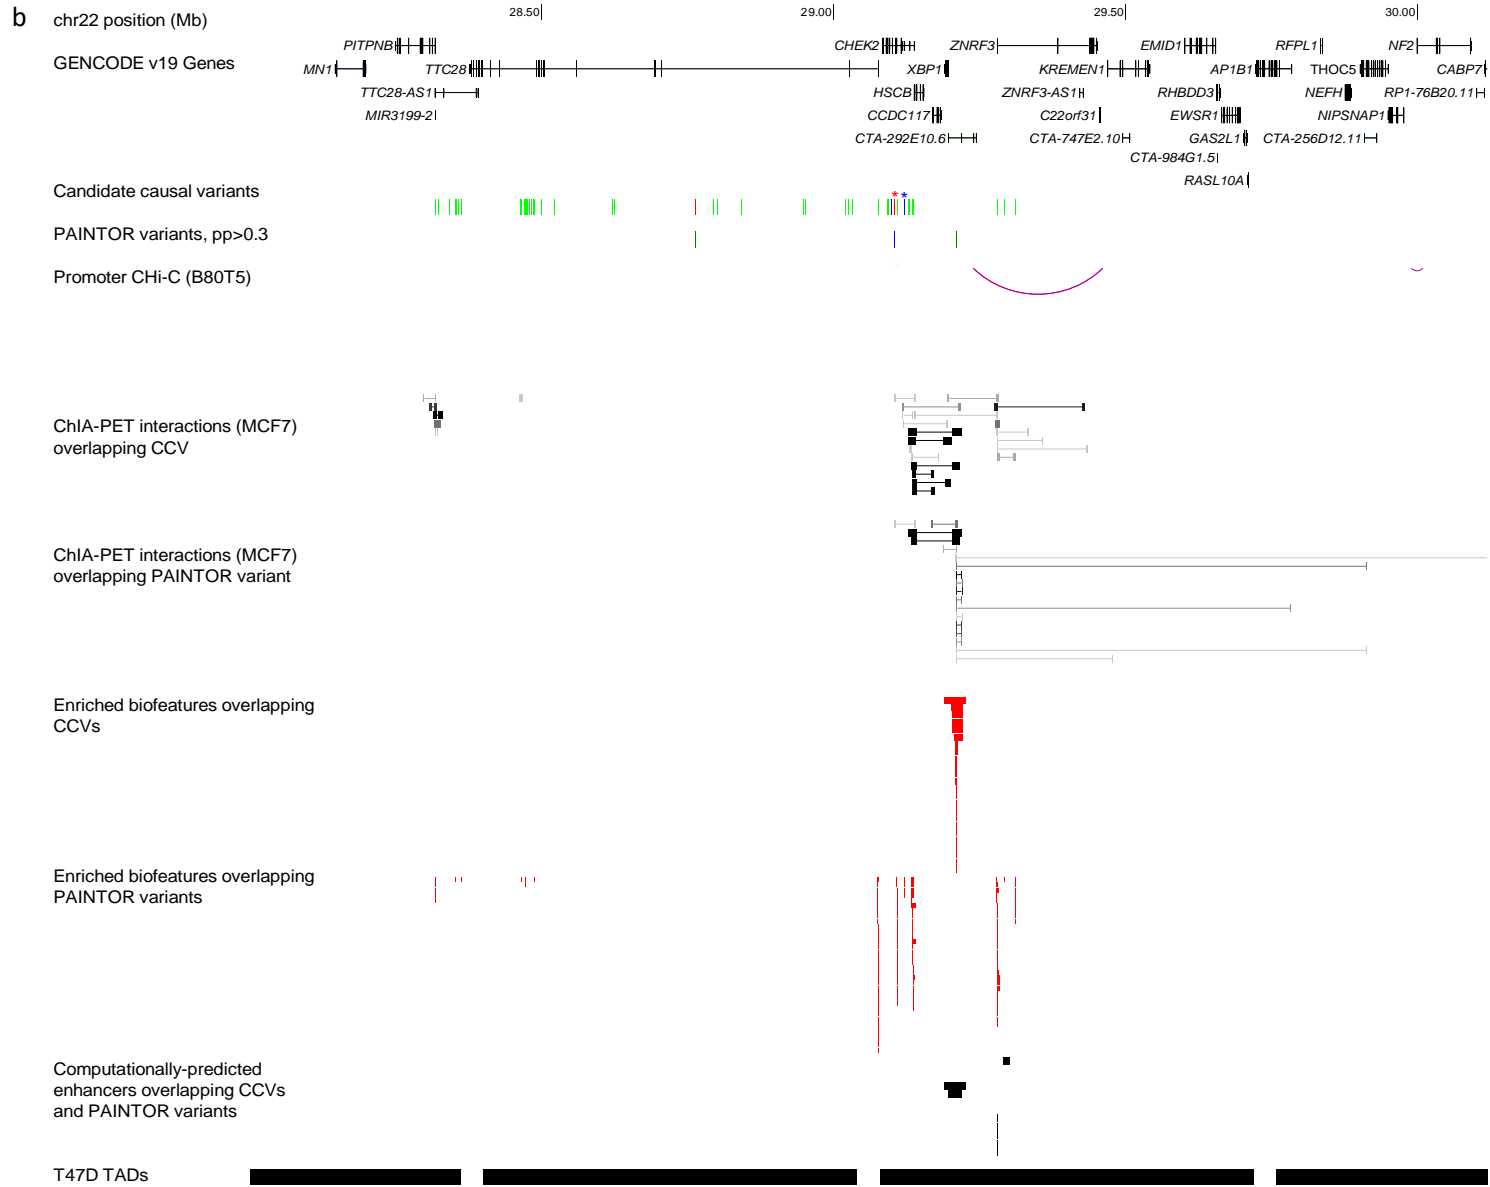 b
chr22 position (Mb)
28.50
29.00
29.50
30.00
GENCODE v19 Genes
PITPNB
CHEK2
ZNRF3
EMID1
RFPL1
NF2
MN1
TTC28
XBP1
KREMEN1
AP1B1
THOC5
CABP7
TTC28-AS1
HSCB
ZNRF3-AS1
RHBDD3
NEFH
RP1-76B20.11
MIR3199-2
CCDC117
C22orf31
EWSR1
NIPSNAP1
CTA-292E10.6
CTA-747E2.10
GAS2L1
CTA-256D12.11
CTA-984G1.5
RASL10A
Candidate causal variants
* *
PAINTOR variants, pp>0.3
Promoter CHi-C (B80T5)
ChIA-PET interactions (MCF7)
overlapping CCV
ChIA-PET interactions (MCF7)
overlapping PAINTOR variant
Enriched biofeatures overlapping
CCVs
Enriched biofeatures overlapping
PAINTOR variants
Computationally-predicted
enhancers overlapping CCVs
and PAINTOR variants
T47D TADs